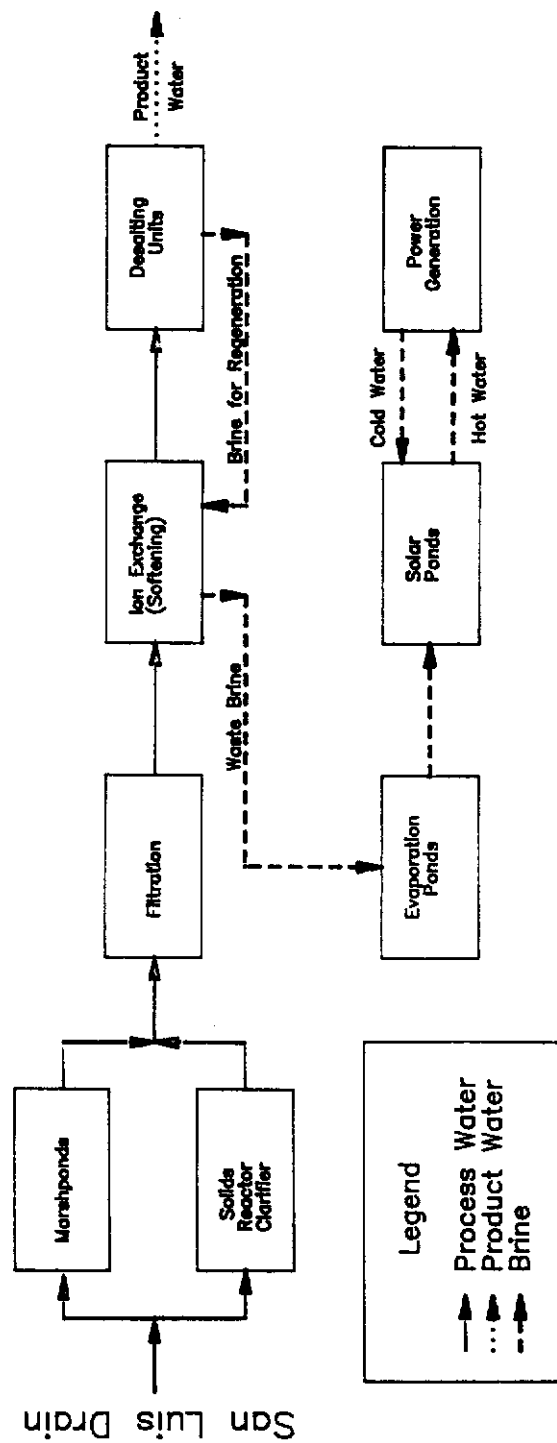 San Luis Drain
Marshponds
Solids
Reactor
Clarifier
Filtration
Ion Exchange
(Softening)
Desalting
Units
Product
Water
Brine for Regeneration
Waste Brine
Evaporation
Ponds
Solar
Ponds
Cold Water
Hot Water
Power
Generation
Legend
Process Water
Product Water
Brine